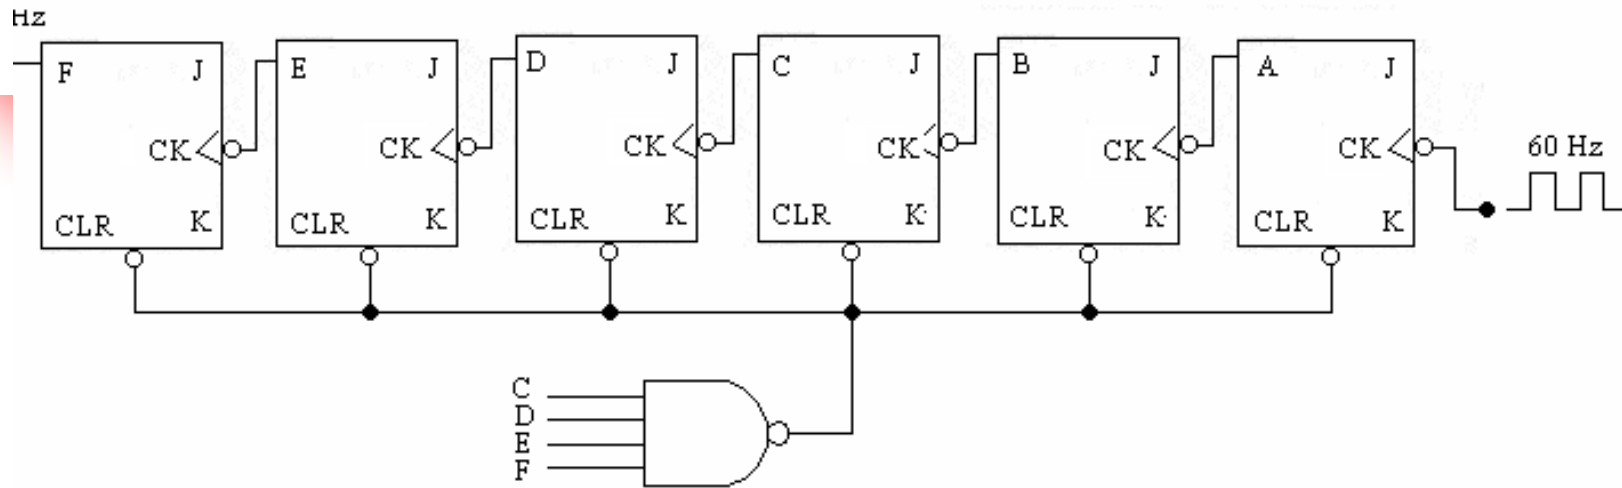 Hz
F J CK CLR K
E J CK CLR K
D J CK CLR K
C J CK CLR K
B J CK CLR K
A J CK CLR K
60 Hz
C
D
E
F